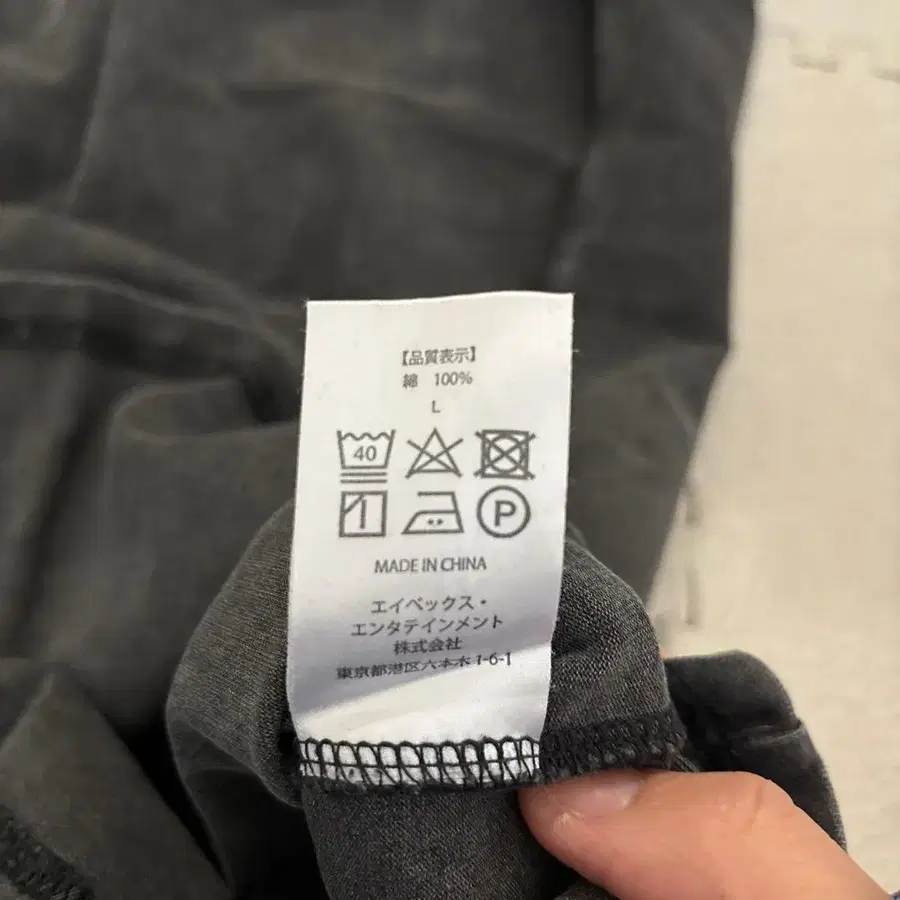 【品質表示】
綿 100%
L
40
P
MADE IN CHINA
エイベックス・
エンタテインメント
株式会社
東京都港区六本木1-6-1